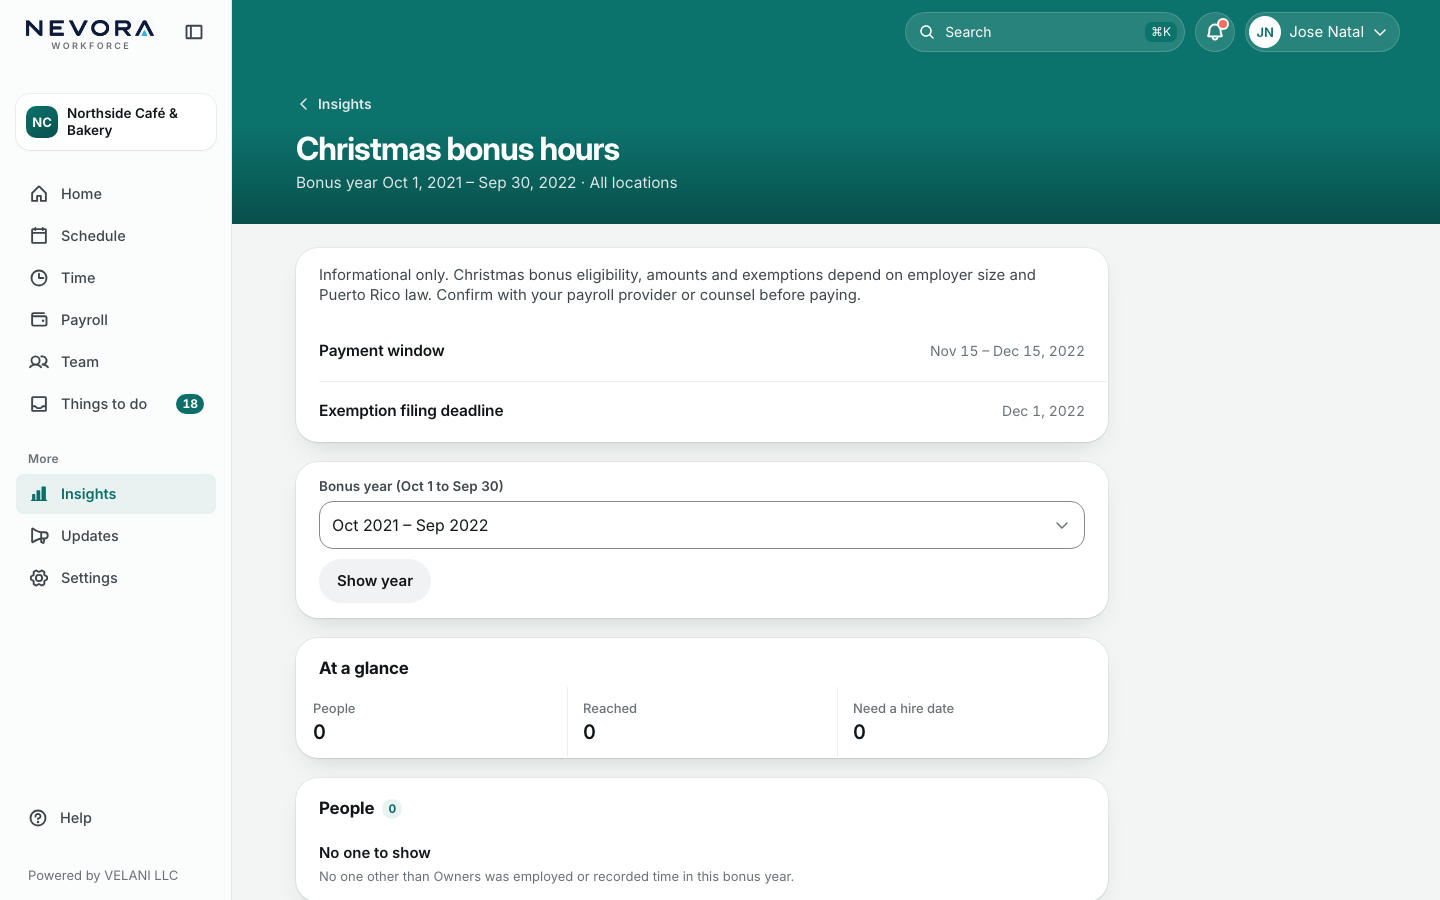 NEVORA
WORKFORCE
Search
⌘K
JN
Jose Natal
NC
Northside Café &
Bakery
Home
Schedule
Time
Payroll
Team
Things to do
18
More
Insights
Updates
Settings
Help
Powered by VELANI LLC
Insights
Christmas bonus hours
Bonus year Oct 1, 2021 – Sep 30, 2022 · All locations
Informational only. Christmas bonus eligibility, amounts and exemptions depend on employer size and
Puerto Rico law. Confirm with your payroll provider or counsel before paying.
Payment window
Nov 15 – Dec 15, 2022
Exemption filing deadline
Dec 1, 2022
Bonus year (Oct 1 to Sep 30)
Oct 2021 – Sep 2022
Show year
At a glance
People
0
Reached
0
Need a hire date
0
People
0
No one to show
No one other than Owners was employed or recorded time in this bonus year.